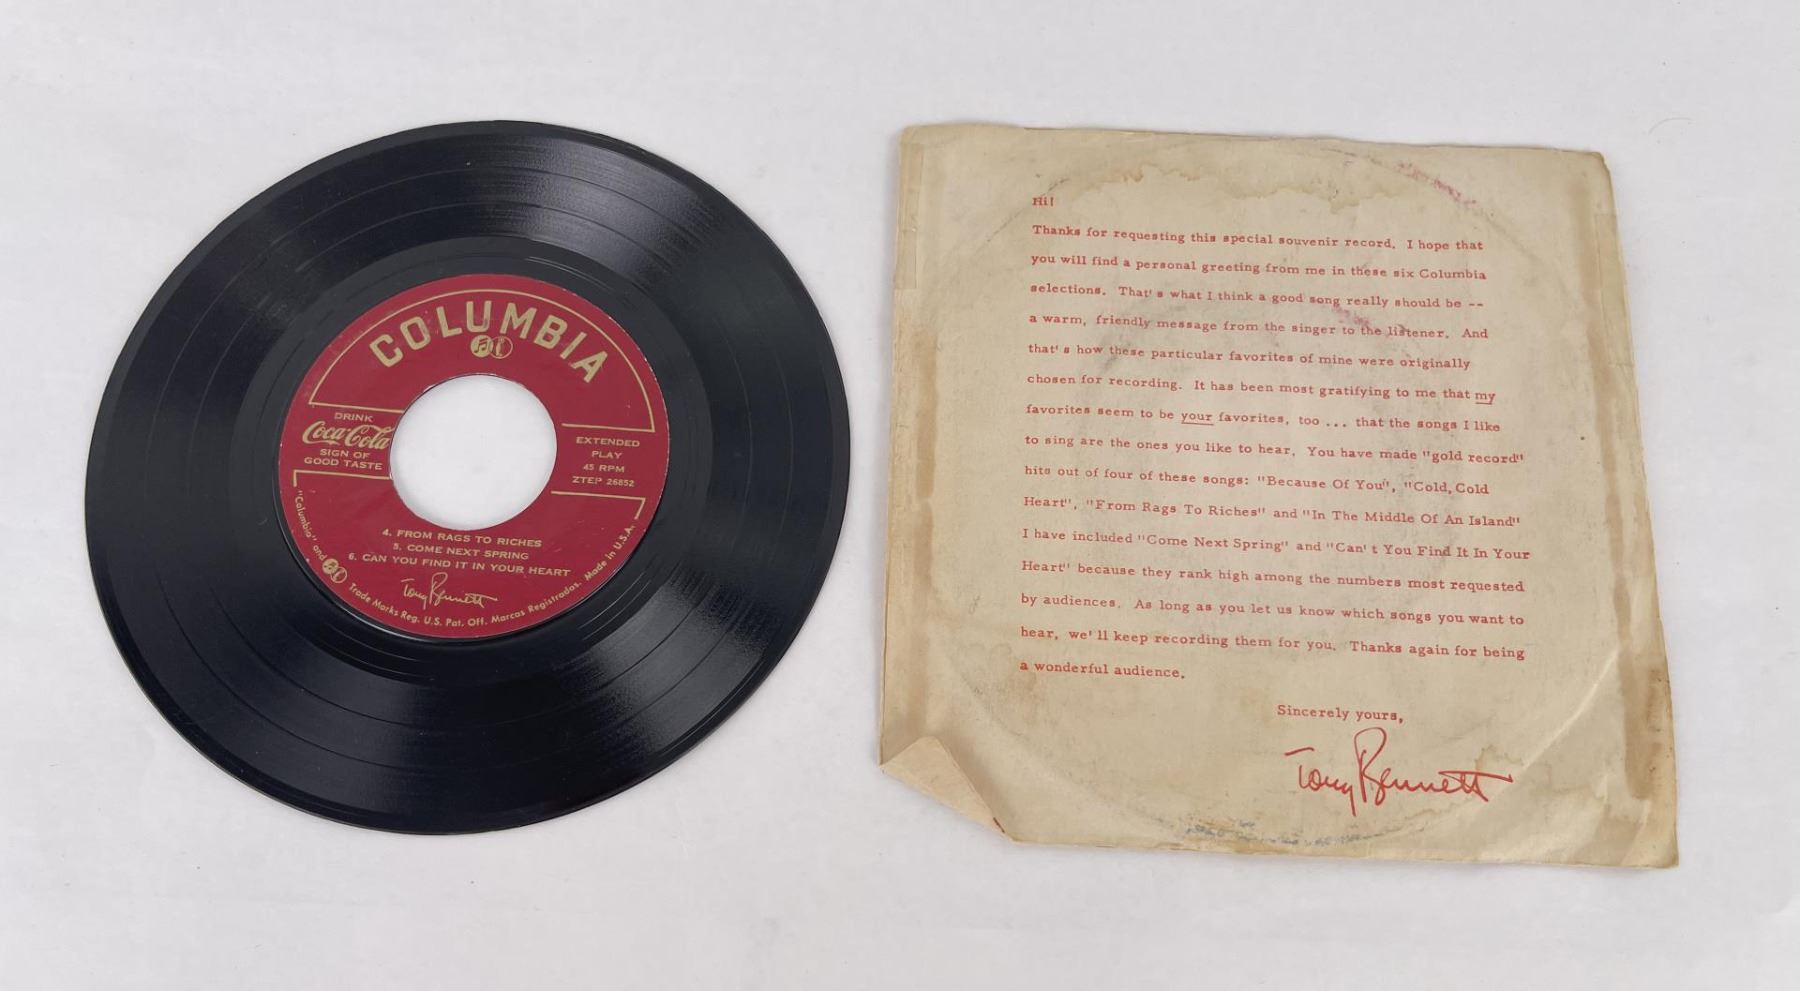 COLUMBIA
DRINK
Coca-Cola
SIGN OF
GOOD TASTE
EXTENDED
PLAY
45 RPM
ZTEP 26852
4. FROM RAGS TO RICHES
5. COME NEXT SPRING
6. CAN YOU FIND IT IN YOUR HEART
Tony Bennett
"Columbia" and Trade Marks Reg. U.S. Pat. Off. Marcas Registradas. Made in U.S.A.
Hi!
Thanks for requesting this special souvenir record. I hope that
you will find a personal greeting from me in these six Columbia
selections. That's what I think a good song really should be --
a warm, friendly message from the singer to the listener. And
that's how these particular favorites of mine were originally
chosen for recording. It has been most gratifying to me that my
favorites seem to be your favorites, too ... that the songs I like
to sing are the ones you like to hear. You have made "gold record"
hits out of four of these songs: "Because Of You", "Cold, Cold
Heart", "From Rags To Riches" and "In The Middle Of An Island"
I have included "Come Next Spring" and "Can't You Find It In Your
Heart" because they rank high among the numbers most requested
by audiences. As long as you let us know which songs you want to
hear, we'll keep recording them for you. Thanks again for being
a wonderful audience.
Sincerely yours,
Tony Bennett